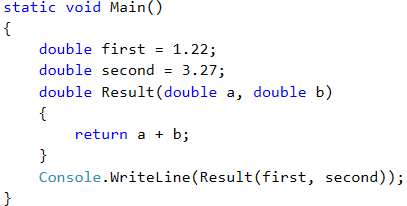 static void Main()
{
    double first = 1.22;
    double second = 3.27;
    double Result(double a, double b)
    {
        return a + b;
    }
    Console.WriteLine(Result(first, second));
}